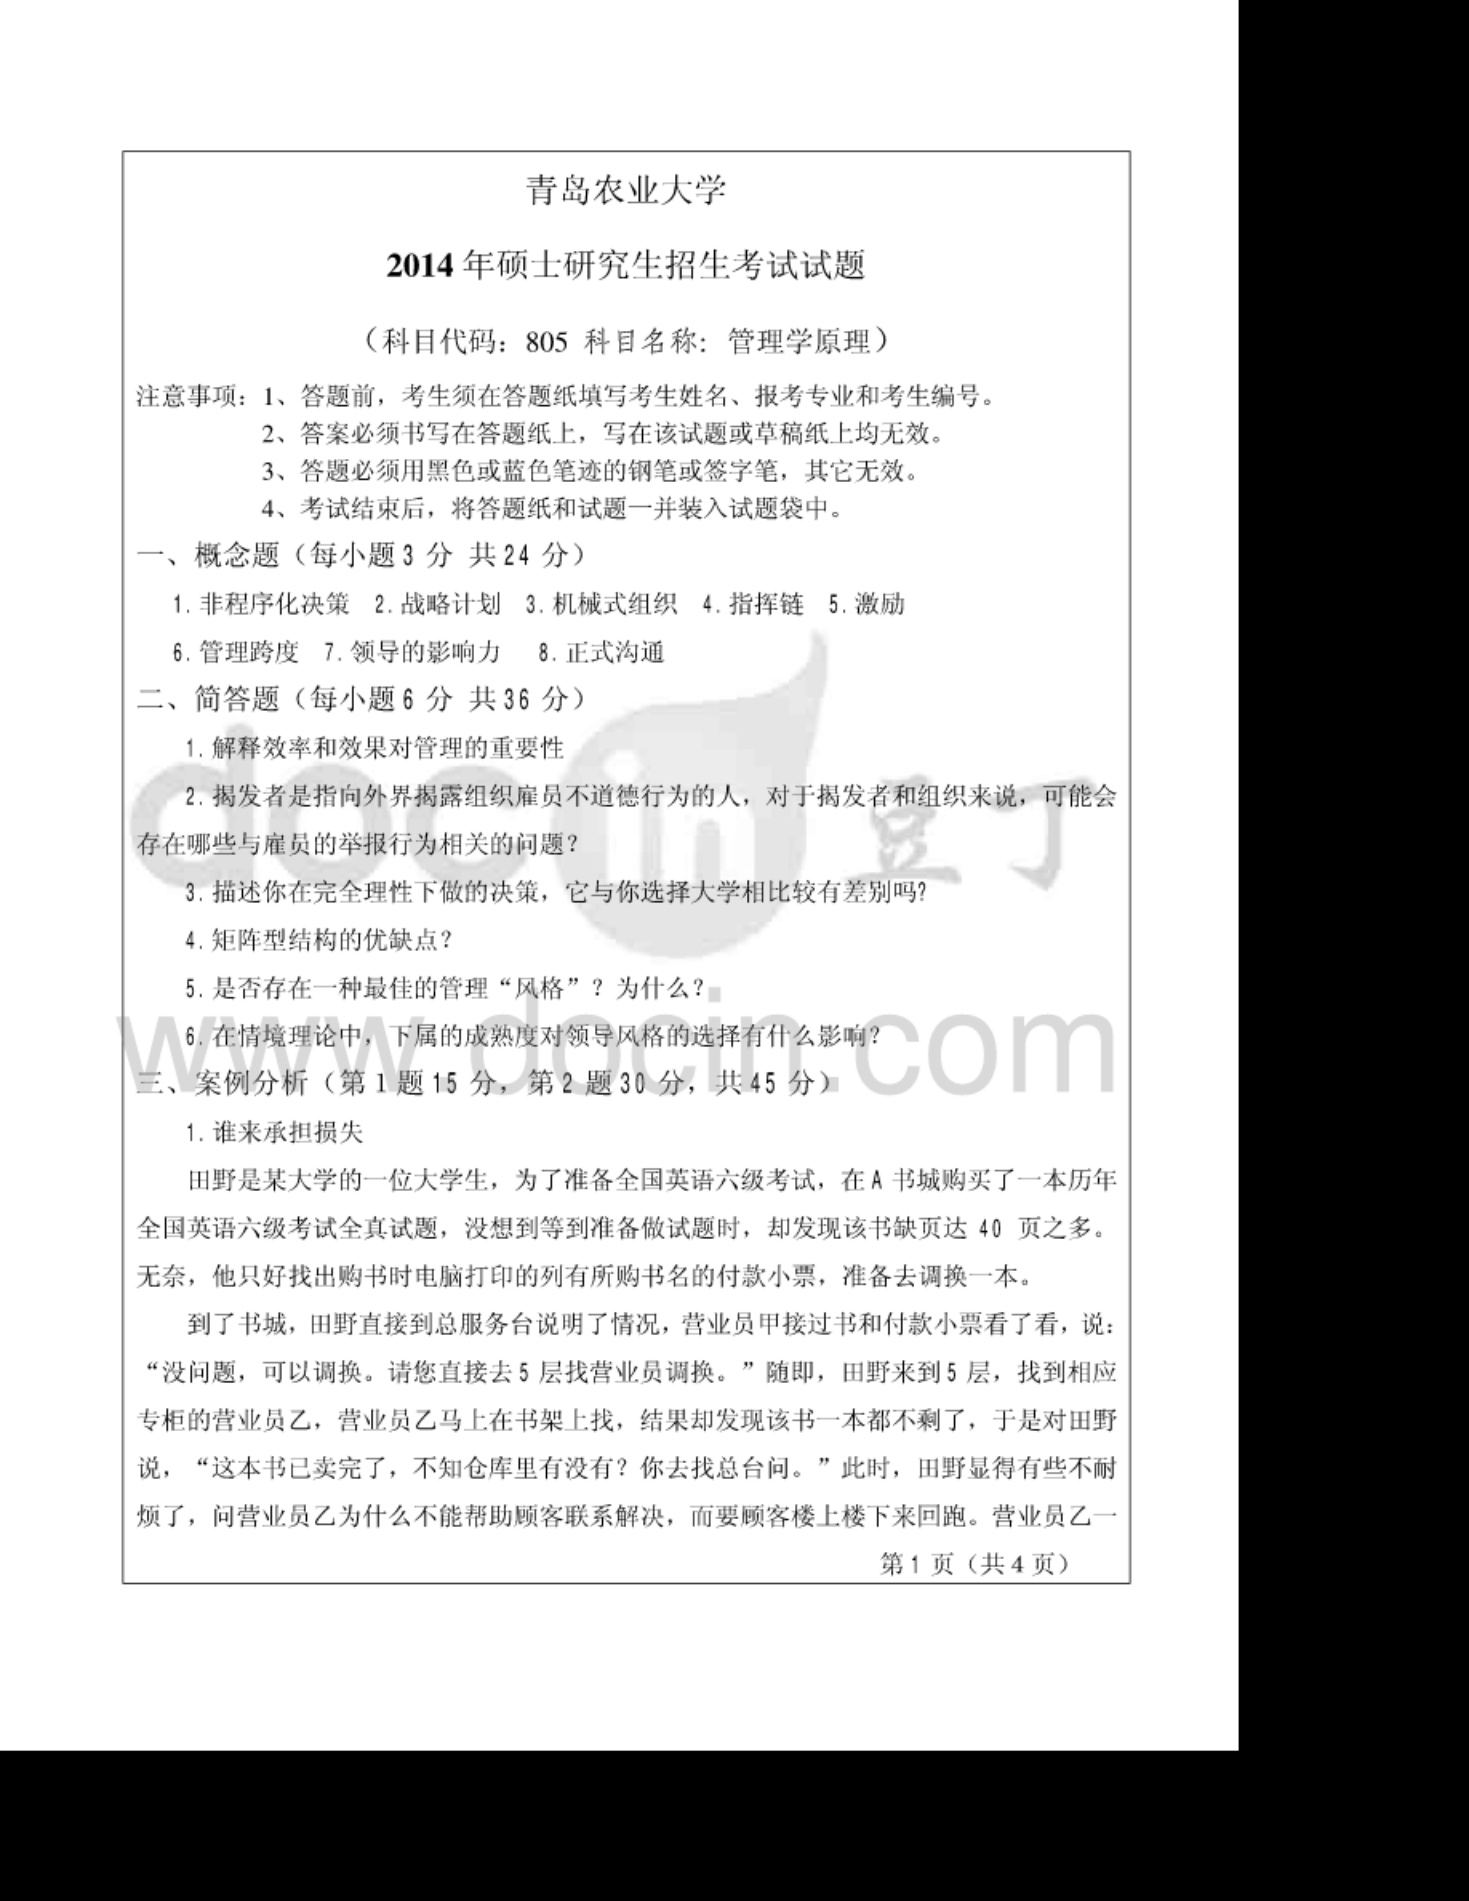 青岛农业大学
2014 年硕士研究生招生考试试题
（科目代码：805 科目名称：管理学原理）
注意事项：1、答题前，考生须在答题纸填写考生姓名、报考专业和考生编号。
2、答案必须书写在答题纸上，写在该试题或草稿纸上均无效。
3、答题必须用黑色或蓝色笔迹的钢笔或签字笔，其它无效。
4、考试结束后，将答题纸和试题一并装入试题袋中。
一、概念题（每小题 3 分 共 24 分）
1. 非程序化决策 2. 战略计划 3. 机械式组织 4. 指挥链 5. 激励
6. 管理跨度 7. 领导的影响力 8. 正式沟通
二、简答题（每小题 6 分 共 36 分）
1. 解释效率和效果对管理的重要性
2. 揭发者是指向外界揭露组织雇员不道德行为的人，对于揭发者和组织来说，可能会
存在哪些与雇员的举报行为相关的问题？
3. 描述你在完全理性下做的决策，它与你选择大学相比较有差别吗？
4. 矩阵型结构的优缺点？
5. 是否存在一种最佳的管理“风格”？为什么？
6. 在情境理论中，下属的成熟度对领导风格的选择有什么影响？
三、案例分析（第 1 题 15 分，第 2 题 30 分，共 45 分）
1. 谁来承担损失
田野是某大学的一位大学生，为了准备全国英语六级考试，在 A 书城购买了一本历年
全国英语六级考试全真试题，没想到等到准备做试题时，却发现该书缺页达 40 页之多。
无奈，他只好找出购书时电脑打印的列有所购书名的付款小票，准备去调换一本。
到了书城，田野直接到总服务台说明了情况，营业员甲接过书和付款小票看了看，说：
“没问题，可以调换。请您直接去 5 层找营业员调换。”随即，田野来到 5 层，找到相应
专柜的营业员乙，营业员乙马上在书架上找，结果却发现该书一本都不剩了，于是对田野
说，“这本书已卖完了，不知仓库里有没有？你去找总台问。”此时，田野显得有些不耐
烦了，问营业员乙为什么不能帮助顾客联系解决，而要顾客楼上楼下来回跑。营业员乙一
第 1 页（共 4 页）
docin 豆丁
www.docin.com